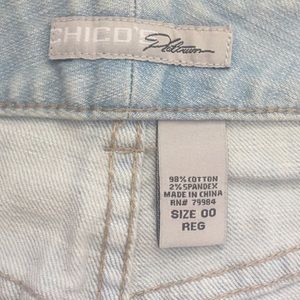 CHICO'S Platinum
98% COTTON
2% SPANDEX
MADE IN CHINA
RN# 79984
SIZE 00
REG